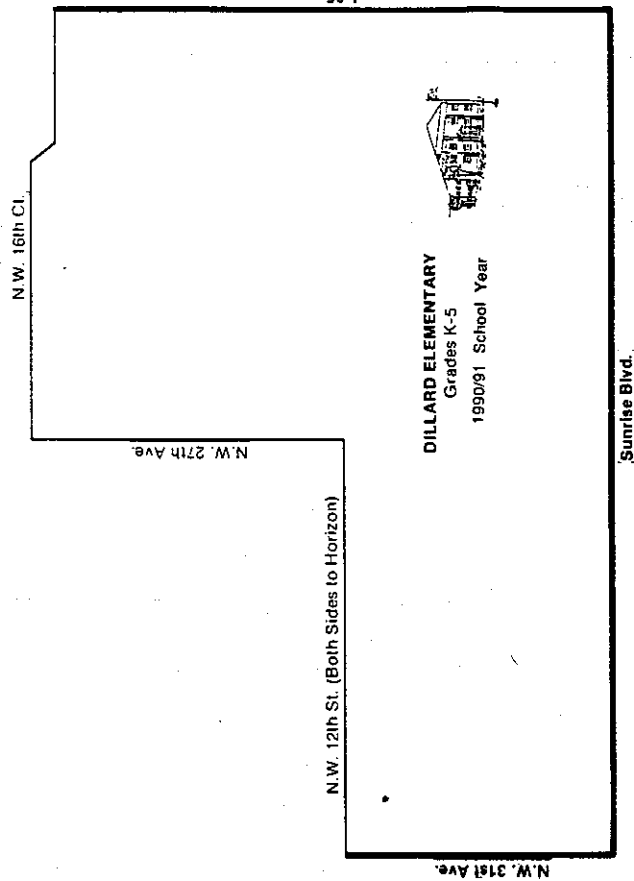 N.W. 16th Ct.
N.W. 27th Ave.
N.W. 12th St. (Both Sides to Horizon)
DILLARD ELEMENTARY
Grades K-5
1990/91 School Year
N.W. 31st Ave.
Sunrise Blvd.